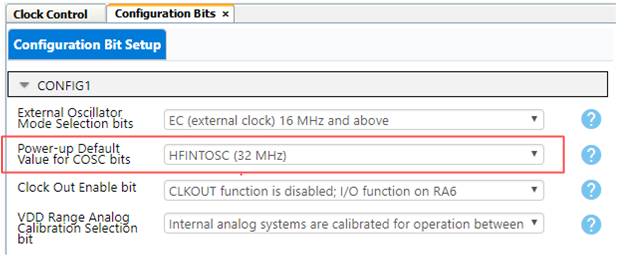 Clock Control
Configuration Bits ×
Configuration Bit Setup
CONFIG1
External Oscillator
Mode Selection bits
EC (external clock) 16 MHz and above
Power-up Default
Value for COSC bits
HFINTOSC (32 MHz)
Clock Out Enable bit
CLKOUT function is disabled; I/O function on RA6
VDD Range Analog
Calibration Selection
bit
Internal analog systems are calibrated for operation between